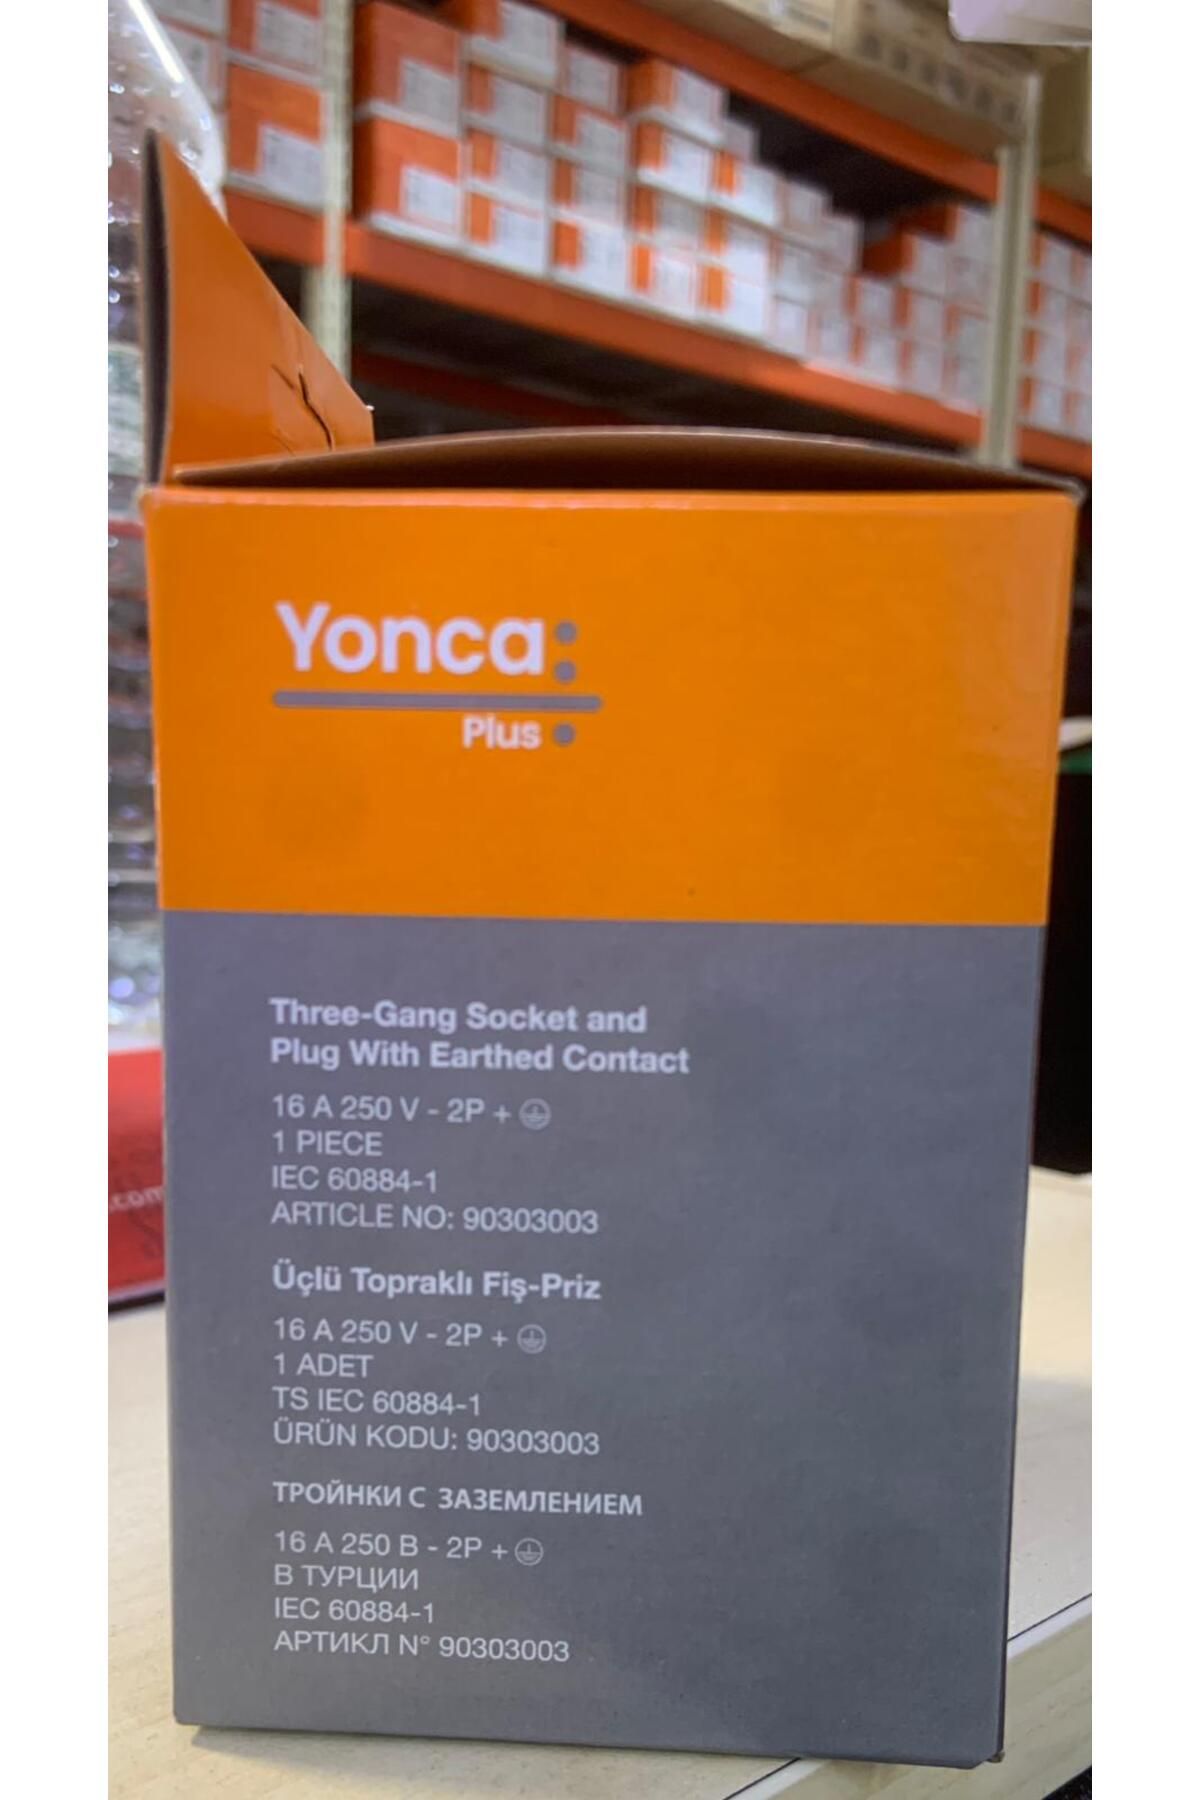 Yonca
Plus
Three-Gang Socket and
Plug With Earthed Contact
16 A 250 V - 2P +
1 PIECE
IEC 60884-1
ARTICLE NO: 90303003
Üçlü Topraklı Fiş-Priz
16 A 250 V - 2P +
1 ADET
TS IEC 60884-1
ÜRÜN KODU: 90303003
ТРОЙНКИ С ЗАЗЕМЛЕНИЕМ
16 А 250 В - 2P +
В ТУРЦИИ
IEC 60884-1
АРТИКЛ N° 90303003
.com